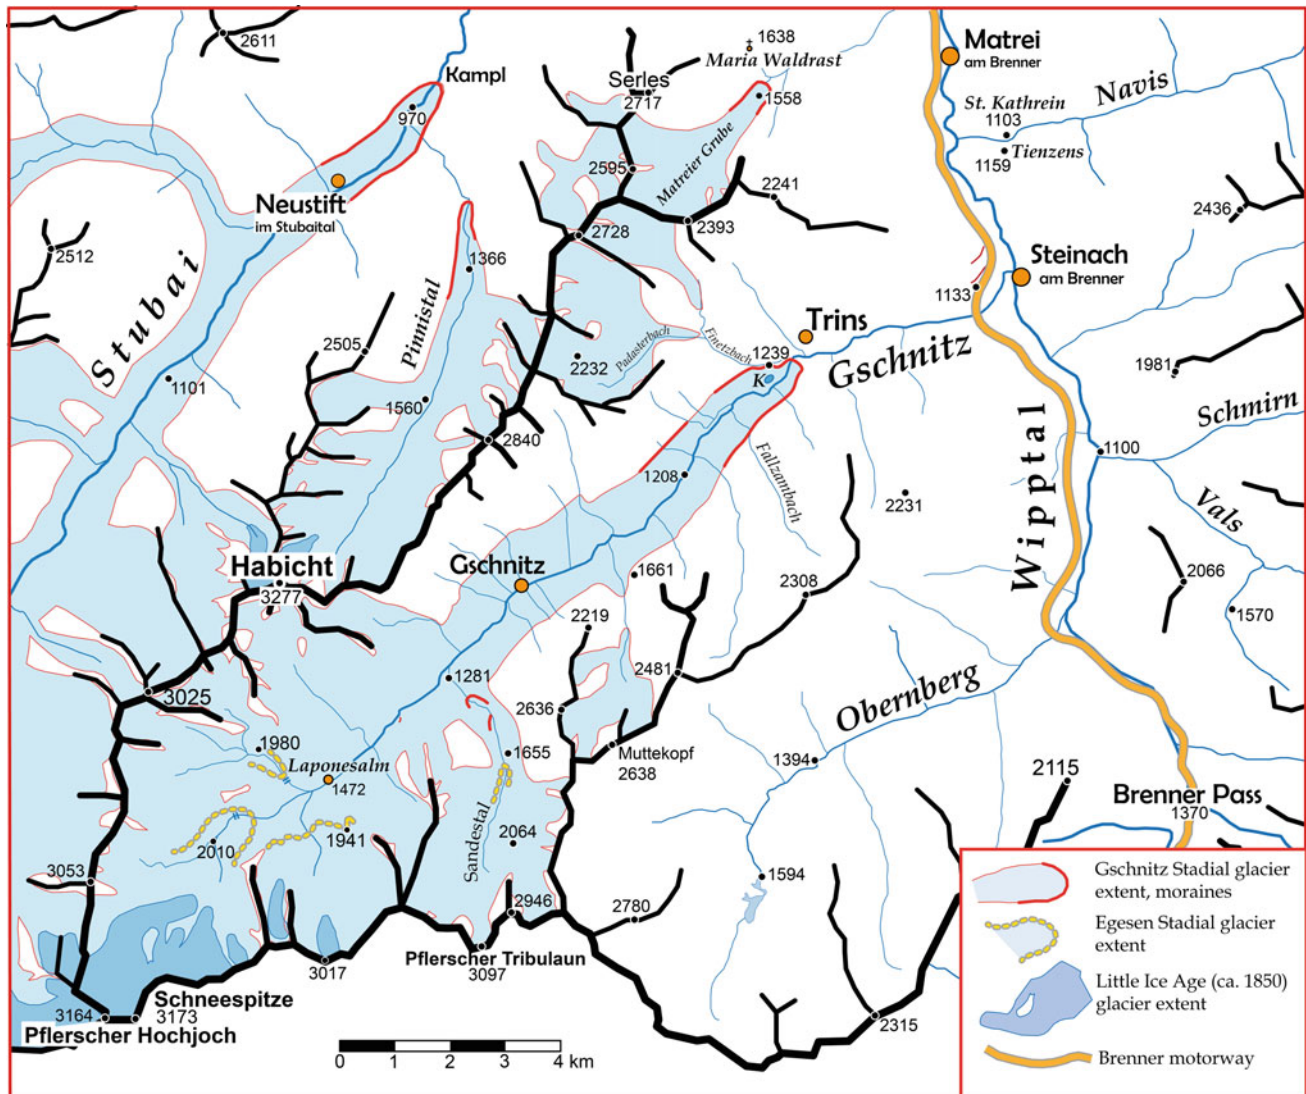 2611
Kampl
970
Neustift
im Stubaital
Stubai
2512
1101
2505
Pinnistal
1366
1560
2840
Serles
2717
2595
2728
Matreier Grube
1638
Maria Waldrast
1558
2241
2393
Matrei
am Brenner
St. Kathrein
1103
Navis
1159
Tienzens
2436
Steinach
am Brenner
1133
Trins
Gschnitz
1239
K
Finetzbach
Padasterbach
2232
1208
Fallzambach
2231
1981
Schmirn
1100
Vals
Wipptal
2066
1570
Habicht
3277
Gschnitz
1661
2308
2219
2481
2636
1281
3025
1980
Laponesalm
1472
1655
Muttekopf
2638
Obernberg
1394
2115
Brenner Pass
1370
2010
1941
Sandestal
2064
3053
1594
2946
2780
Pflerscher Tribulaun
3097
3017
Schneespitze
3164
3173
Pflerscher Hochjoch
2315
0 1 2 3 4 km
Gschnitz Stadial glacier
extent, moraines
Egesen Stadial glacier
extent
Little Ice Age (ca. 1850)
glacier extent
Brenner motorway